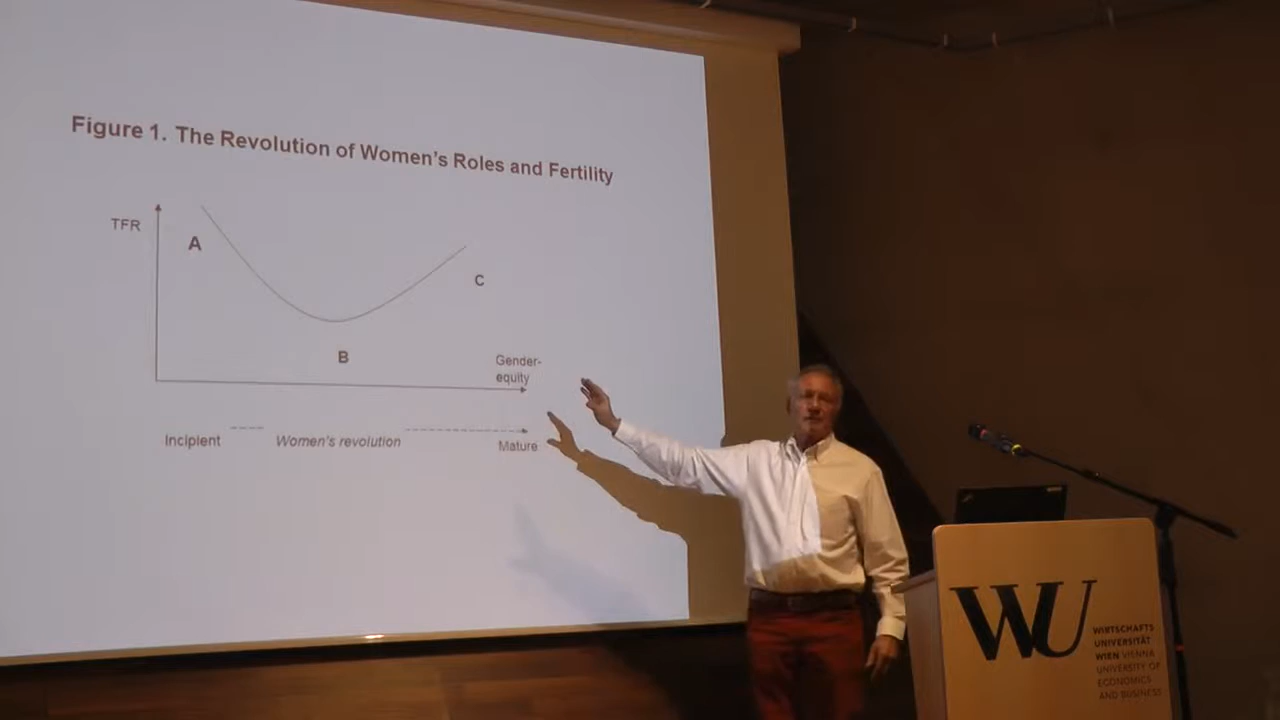 Figure 1. The Revolution of Women's Roles and Fertility
TFR
A
C
B
Gender-
equity
Incipient
Women's revolution
Mature
WU
WIRTSCHAFTS
UNIVERSITÄT
WIEN VIENNA
UNIVERSITY OF
ECONOMICS
AND BUSINESS